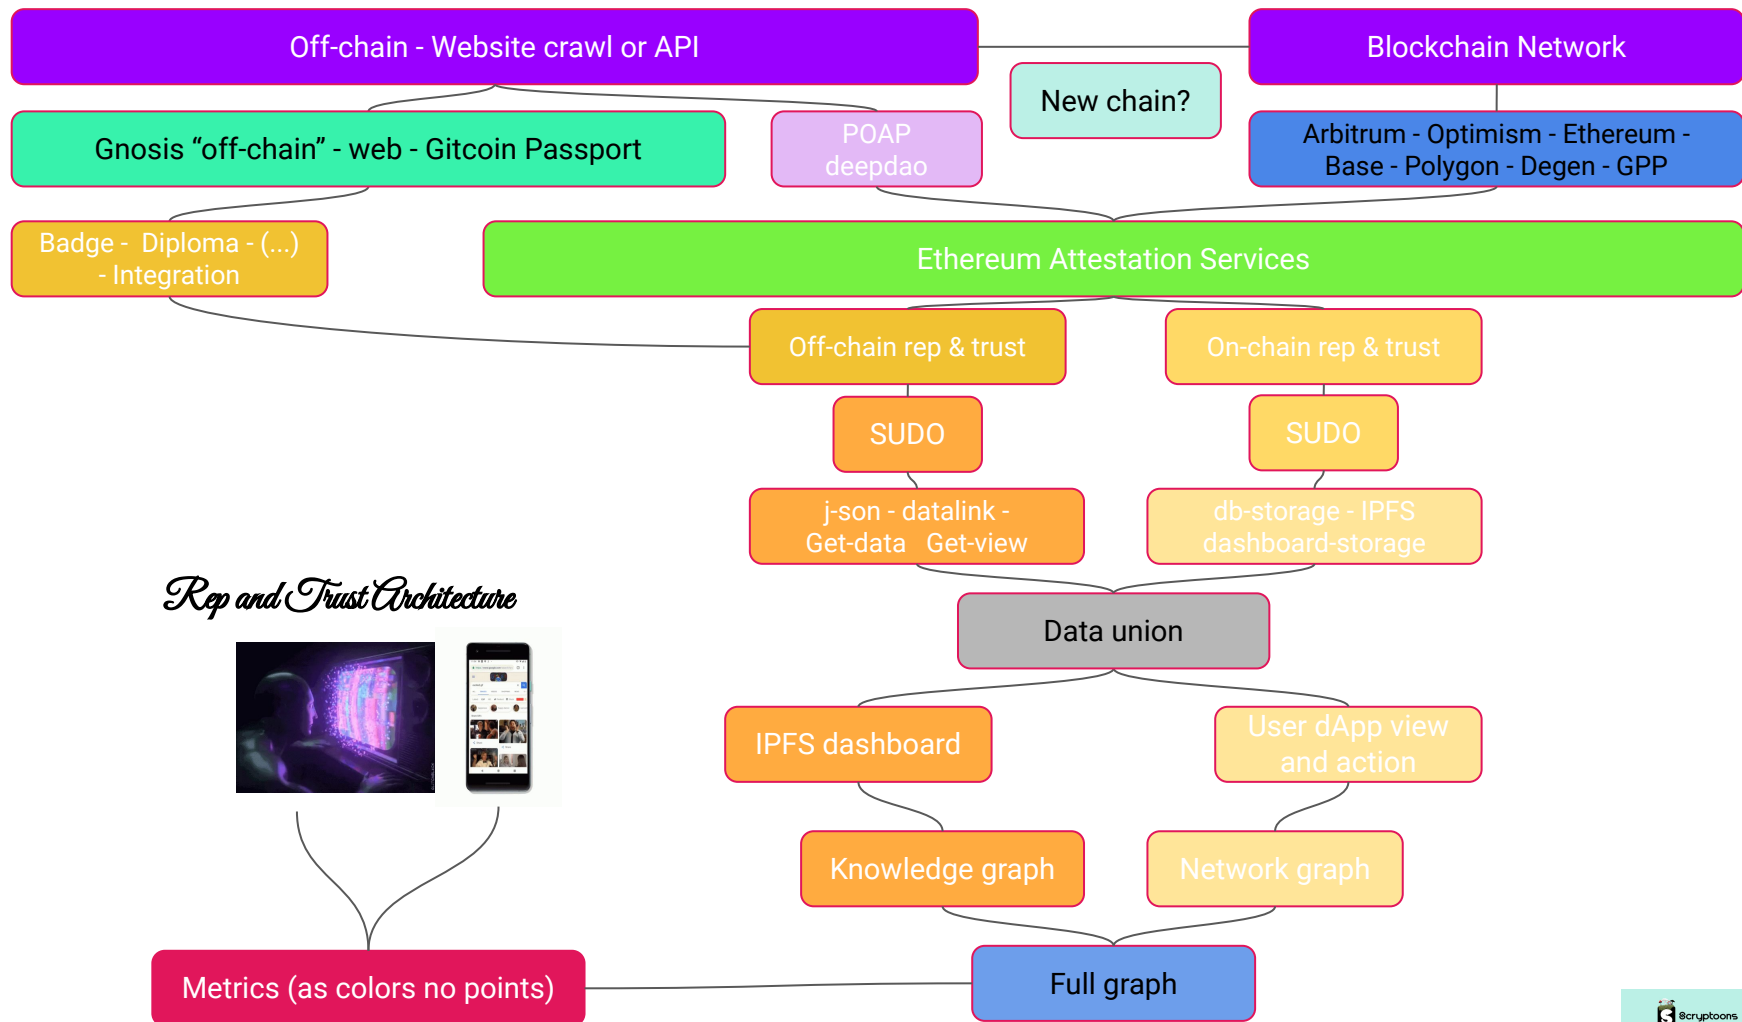 Off-chain - Website crawl or API
Blockchain Network
New chain?
Gnosis “off-chain” - web - Gitcoin Passport
POAP
deepdao
Arbitrum - Optimism - Ethereum -
Base - Polygon - Degen - GPP
Badge -  Diploma - (...)
- Integration
Ethereum Attestation Services
Off-chain rep & trust
On-chain rep & trust
SUDO
SUDO
j-son - datalink -
Get-data   Get-view
db-storage - IPFS
dashboard-storage
Rep and Trust Architecture
Data union
IPFS dashboard
User dApp view
and action
Knowledge graph
Network graph
Metrics (as colors no points)
Full graph
8cryptoons